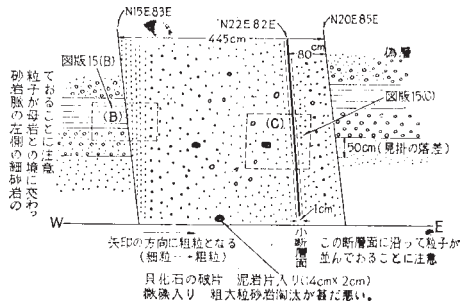 N15E83E
N22E82E
N20E85E
445cm
80cm
偽層
図版15(B)
図版15(C)
(B)
(C)
50cm(見掛の落差)
砂岩脈の左側の細砂岩の
粒子が母岩との境に交わっ
ておることに注意
W
E
1cm
小断層面
矢印の方向に粗粒となる
(細粒→粗粒)
この断層面に沿って粒子が
並んでわることに注意
貝化石の破片 泥岩片入り(14cm×2cm)
微礫入り 粗大粒砂岩淘汰が甚だ悪い。